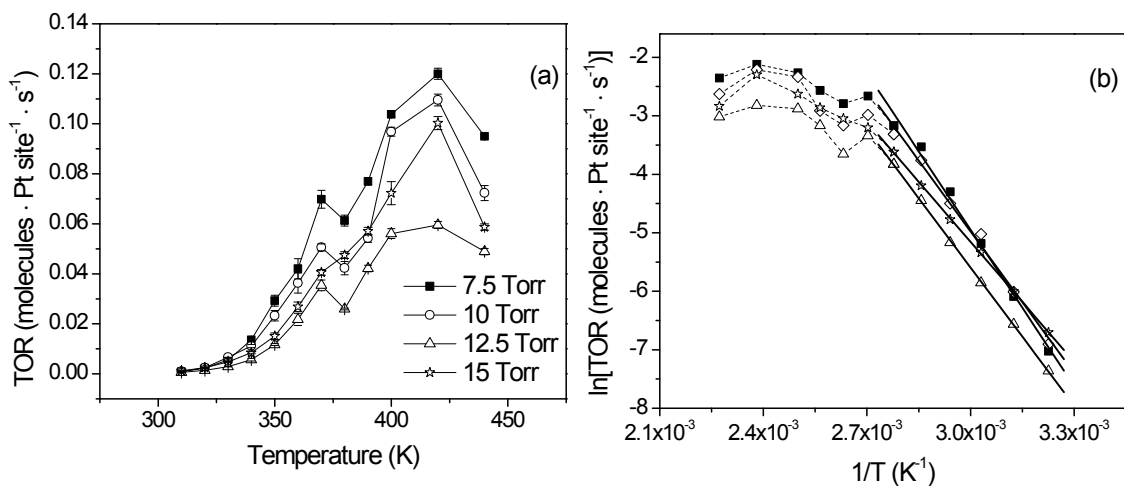 0.14
0.12
0.10
0.08
0.06
0.04
0.02
0.00
TOR (molecules · Pt site⁻¹ · s⁻¹)
(a)
7.5 Torr
10 Torr
12.5 Torr
15 Torr
300 350 400 450
Temperature (K)
-2
-3
-4
-5
-6
-7
-8
ln[TOR (molecules · Pt site⁻¹ · s⁻¹)]
(b)
2.1x10⁻³ 2.4x10⁻³ 2.7x10⁻³ 3.0x10⁻³ 3.3x10⁻³
1/T (K⁻¹)